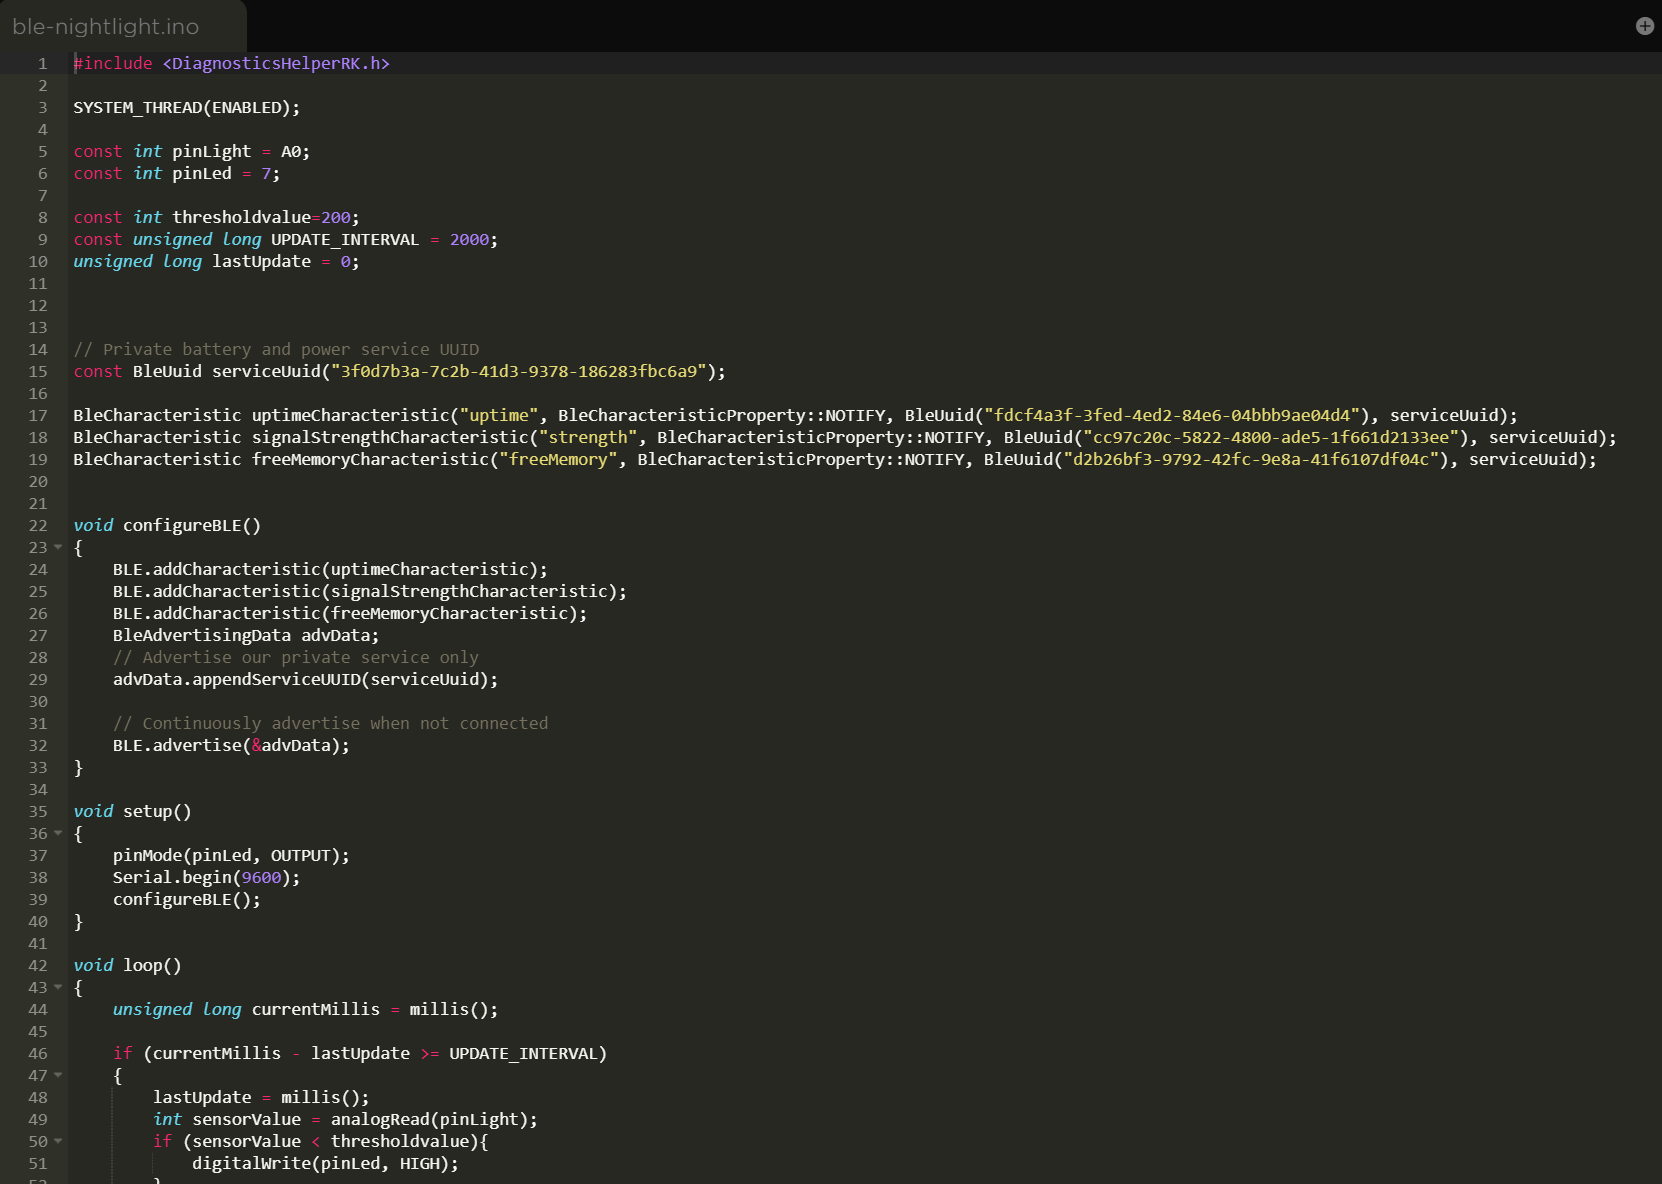 ble-nightlight.ino
1 #include <DiagnosticsHelperRK.h>
2
3 SYSTEM_THREAD(ENABLED);
4
5 const int pinLight = A0;
6 const int pinLed = 7;
7
8 const int thresholdvalue=200;
9 const unsigned long UPDATE_INTERVAL = 2000;
10 unsigned long lastUpdate = 0;
11
12
13
14 // Private battery and power service UUID
15 const BleUuid serviceUuid("3f0d7b3a-7c2b-41d3-9378-186283fbc6a9");
16
17 BleCharacteristic uptimeCharacteristic("uptime", BleCharacteristicProperty::NOTIFY, BleUuid("fdcf4a3f-3fed-4ed2-84e6-04bbb9ae04d4"), serviceUuid);
18 BleCharacteristic signalStrengthCharacteristic("strength", BleCharacteristicProperty::NOTIFY, BleUuid("cc97c20c-5822-4800-ade5-1f661d2133ee"), serviceUuid);
19 BleCharacteristic freeMemoryCharacteristic("freeMemory", BleCharacteristicProperty::NOTIFY, BleUuid("d2b26bf3-9792-42fc-9e8a-41f6107df04c"), serviceUuid);
20
21
22 void configureBLE()
23 {
24     BLE.addCharacteristic(uptimeCharacteristic);
25     BLE.addCharacteristic(signalStrengthCharacteristic);
26     BLE.addCharacteristic(freeMemoryCharacteristic);
27     BleAdvertisingData advData;
28     // Advertise our private service only
29     advData.appendServiceUUID(serviceUuid);
30
31     // Continuously advertise when not connected
32     BLE.advertise(&advData);
33 }
34
35 void setup()
36 {
37     pinMode(pinLed, OUTPUT);
38     Serial.begin(9600);
39     configureBLE();
40 }
41
42 void loop()
43 {
44     unsigned long currentMillis = millis();
45
46     if (currentMillis - lastUpdate >= UPDATE_INTERVAL)
47     {
48         lastUpdate = millis();
49         int sensorValue = analogRead(pinLight);
50         if (sensorValue < thresholdvalue){
51             digitalWrite(pinLed, HIGH);